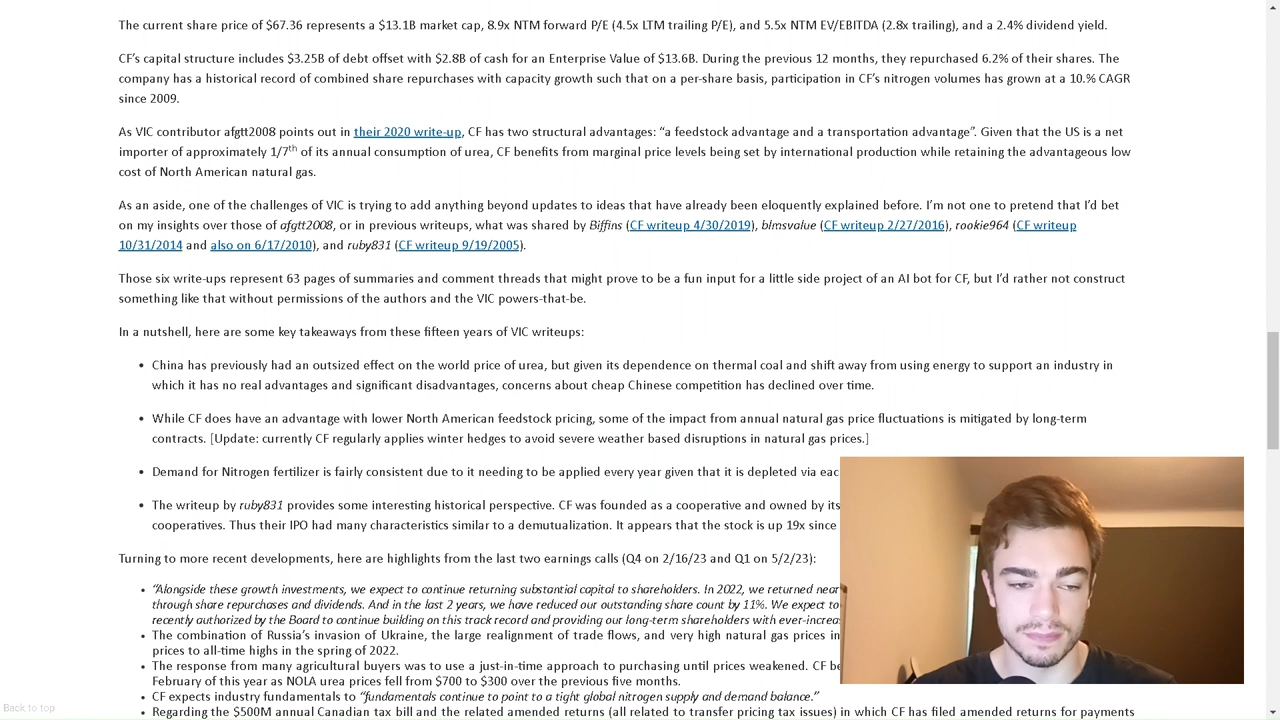 The current share price of $67.36 represents a $13.1B market cap, 8.9x NTM forward P/E (4.5x LTM trailing P/E), and 5.5x NTM EV/EBITDA (2.8x trailing), and a 2.4% dividend yield.
CF’s capital structure includes $3.25B of debt offset with $2.8B of cash for an Enterprise Value of $13.6B. During the previous 12 months, they repurchased 6.2% of their shares. The
company has a historical record of combined share repurchases with capacity growth such that on a per-share basis, participation in CF’s nitrogen volumes has grown at a 10.% CAGR
since 2009.
As VIC contributor afgtt2008 points out in their 2020 write-up, CF has two structural advantages: “a feedstock advantage and a transportation advantage”. Given that the US is a net
importer of approximately 1/7th of its annual consumption of urea, CF benefits from marginal price levels being set by international production while retaining the advantageous low
cost of North American natural gas.
As an aside, one of the challenges of VIC is trying to add anything beyond updates to ideas that have already been eloquently explained before. I’m not one to pretend that I’d bet
on my insights over those of afgtt2008, or in previous writeups, what was shared by Biffins (CF writeup 4/30/2019), blmsvalue (CF writeup 2/27/2016), rookie964 (CF writeup
10/31/2014 and also on 6/17/2010), and ruby831 (CF writeup 9/19/2005).
Those six write-ups represent 63 pages of summaries and comment threads that might prove to be a fun input for a little side project of an AI bot for CF, but I’d rather not construct
something like that without permissions of the authors and the VIC powers-that-be.
In a nutshell, here are some key takeaways from these fifteen years of VIC writeups:
• China has previously had an outsized effect on the world price of urea, but given its dependence on thermal coal and shift away from using energy to support an industry in
which it has no real advantages and significant disadvantages, concerns about cheap Chinese competition has declined over time.
• While CF does have an advantage with lower North American feedstock pricing, some of the impact from annual natural gas price fluctuations is mitigated by long-term
contracts. [Update: currently CF regularly applies winter hedges to avoid severe weather based disruptions in natural gas prices.]
• Demand for Nitrogen fertilizer is fairly consistent due to it needing to be applied every year given that it is depleted via eac
• The writeup by ruby831 provides some interesting historical perspective. CF was founded as a cooperative and owned by its
cooperatives. Thus their IPO had many characteristics similar to a demutualization. It appears that the stock is up 19x since
Turning to more recent developments, here are highlights from the last two earnings calls (Q4 on 2/16/23 and Q1 on 5/2/23):
• “Alongside these growth investments, we expect to continue returning substantial capital to shareholders. In 2022, we returned near
through share repurchases and dividends. And in the last 2 years, we have reduced our outstanding share count by 11%. We expect to
recently authorized by the Board to continue building on this track record and providing our long-term shareholders with ever-increas
• The combination of Russia’s invasion of Ukraine, the large realignment of trade flows, and very high natural gas prices in
prices to all-time highs in the spring of 2022.
• The response from many agricultural buyers was to use a just-in-time approach to purchasing until prices weakened. CF be
February of this year as NOLA urea prices fell from $700 to $300 over the previous five months.
• CF expects industry fundamentals to “fundamentals continue to point to a tight global nitrogen supply and demand balance.”
• Regarding the $500M annual Canadian tax bill and the related amended returns (all related to transfer pricing tax issues) in which CF has filed amended returns for payments
Back to top